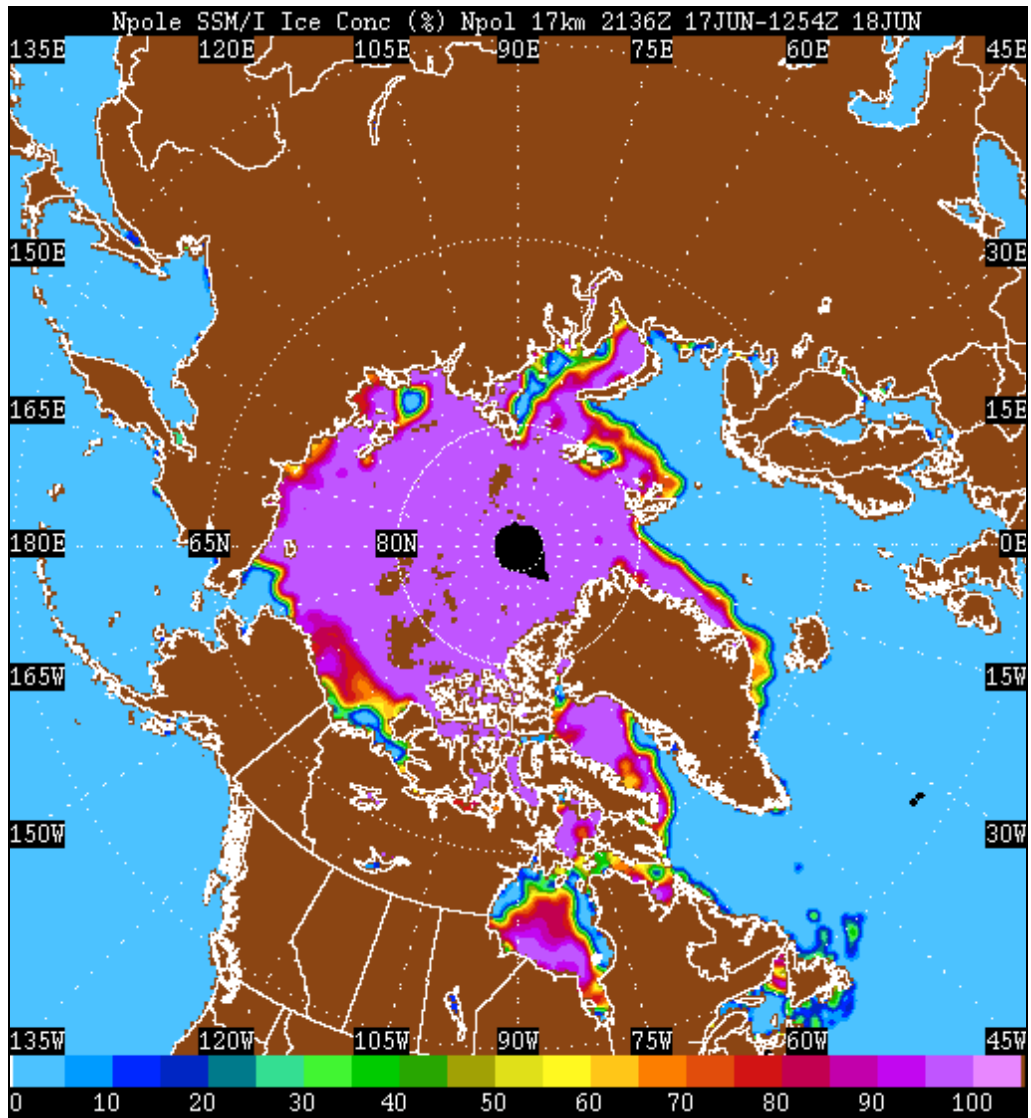 Npole SSM/I Ice Conc (%) Npol 17km 2136Z 17JUN-1254Z 18JUN
135E 120E 105E 90E 75E 60E 45E
150E 30E
165E 15E
180E 65N 80N 0E
165W 15W
150W 30W
135W 120W 105W 90W 75W 60W 45W
0 10 20 30 40 50 60 70 80 90 100